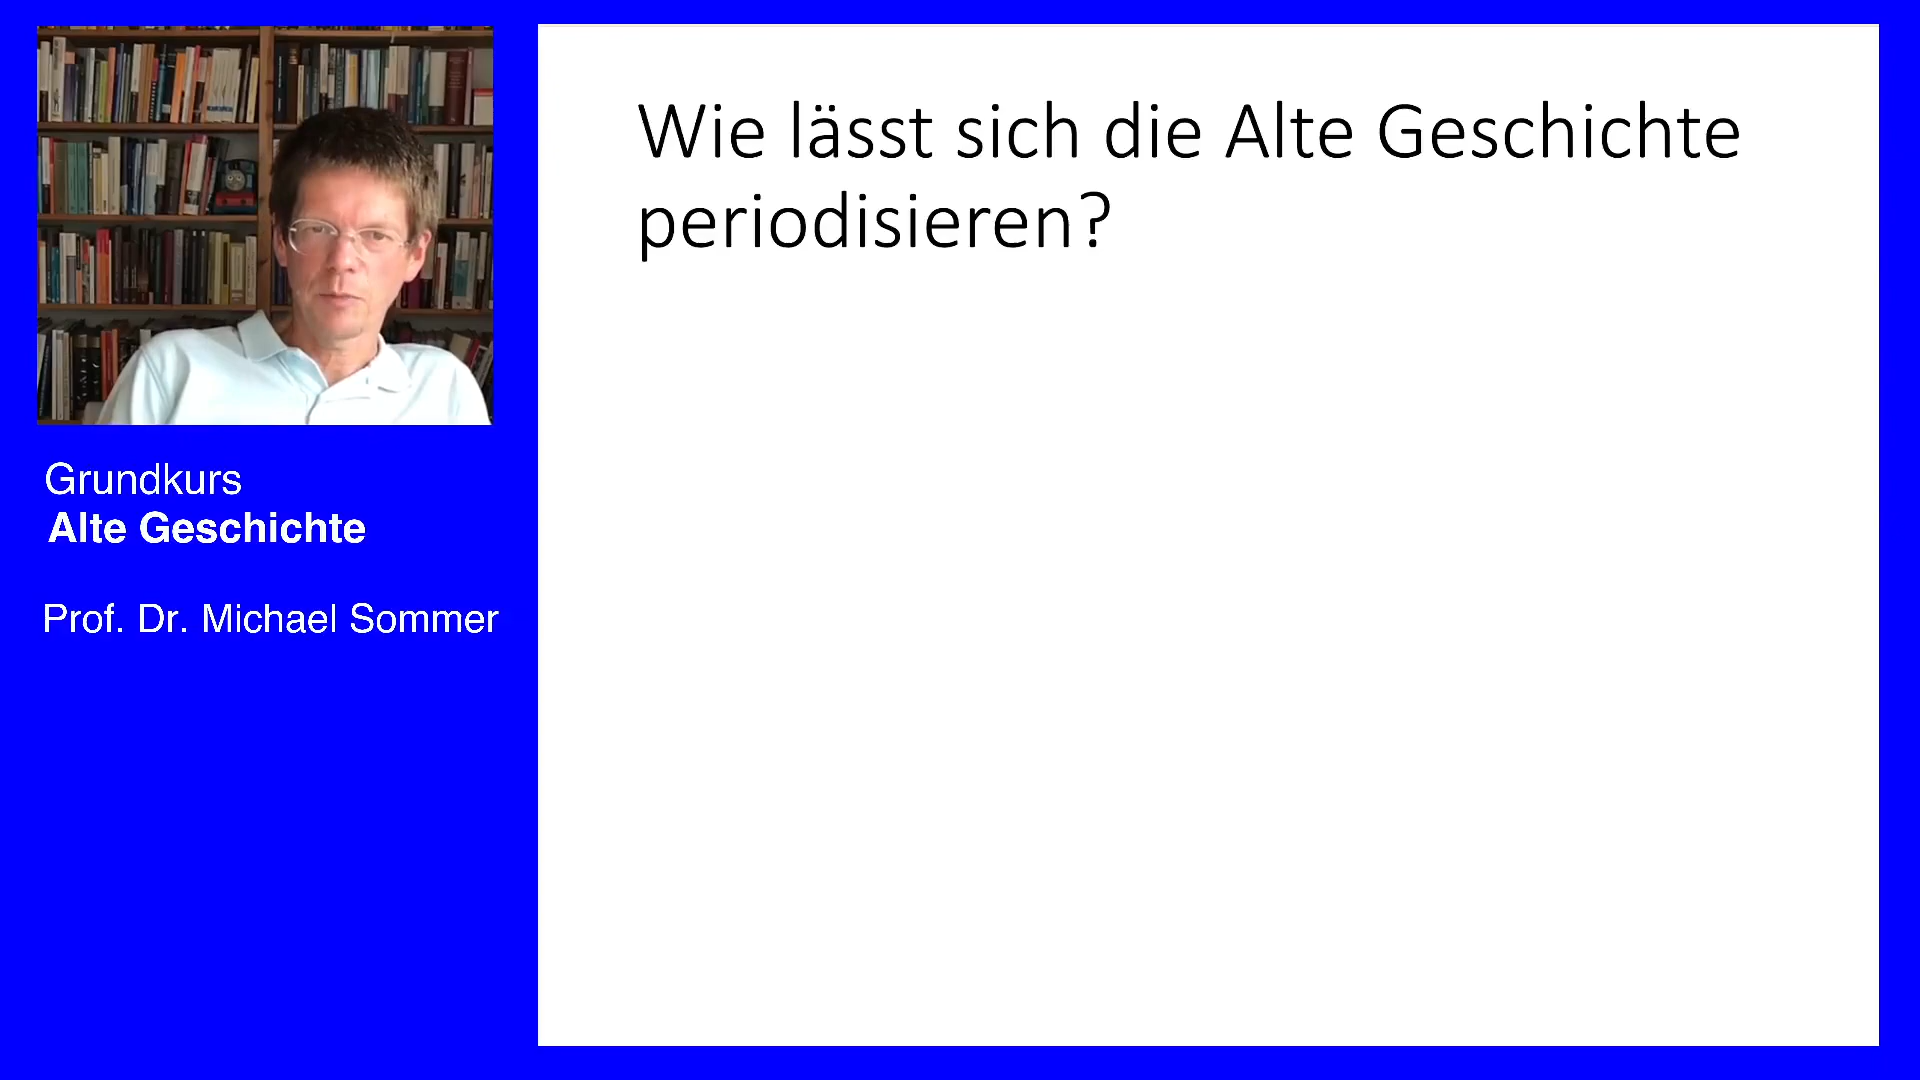 Grundkurs
Alte Geschichte
Prof. Dr. Michael Sommer
Wie lässt sich die Alte Geschichte
periodisieren?